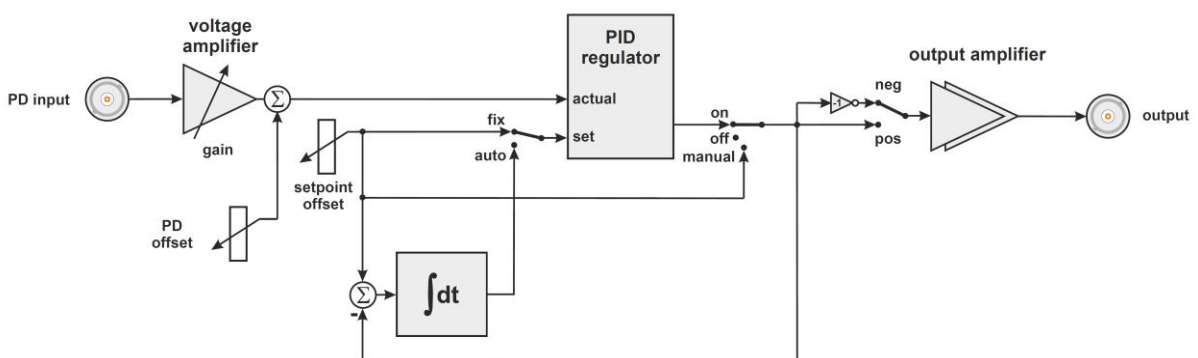 voltage
amplifier
PD input
Σ
gain
PD
offset
setpoint
offset
fix
auto
Σ
-
∫dt
PID
regulator
actual
set
on
off
manual
-1
neg
pos
output amplifier
output